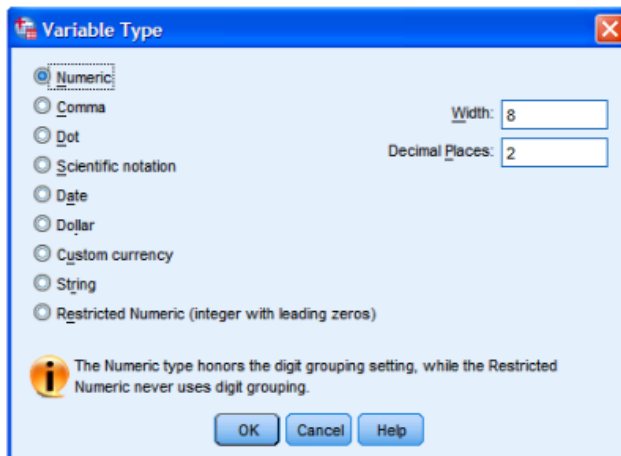 Variable Type
Numeric
Comma
Dot
Scientific notation
Date
Dollar
Custom currency
String
Restricted Numeric (integer with leading zeros)
Width: 8
Decimal Places: 2
The Numeric type honors the digit grouping setting, while the Restricted
Numeric never uses digit grouping.
OK Cancel Help